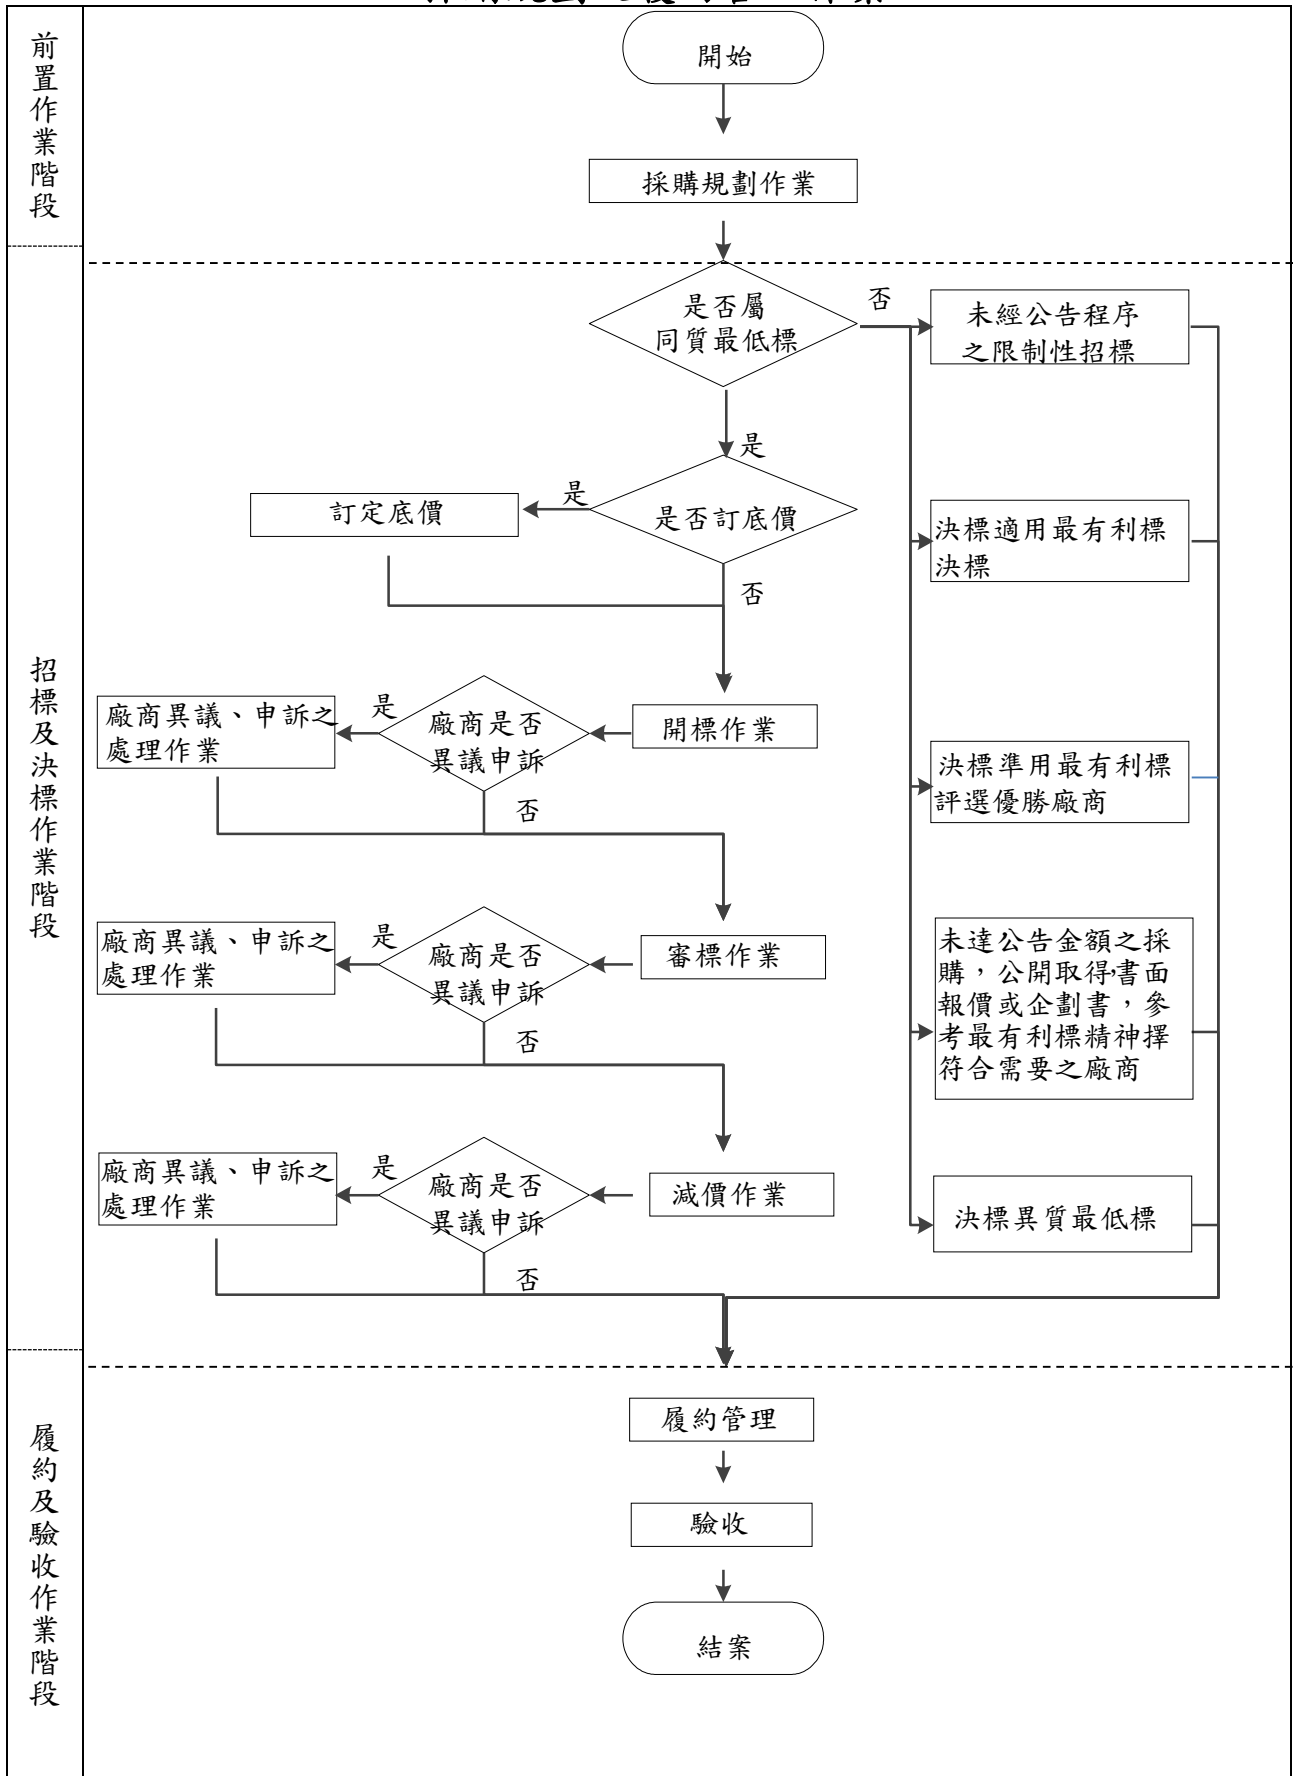 前置作業階段
開始
採購規劃作業
招標及決標作業階段
是否屬
同質最低標
否
未經公告程序
之限制性招標
是
是否訂底價
是
訂定底價
否
決標適用最有利標
決標
開標作業
廠商是否
異議申訴
是
廠商異議、申訴之
處理作業
否
決標準用最有利標
評選優勝廠商
審標作業
廠商是否
異議申訴
是
廠商異議、申訴之
處理作業
否
未達公告金額之採
購，公開取得書面
報價或企劃書，參
考最有利標精神擇
符合需要之廠商
減價作業
廠商是否
異議申訴
是
廠商異議、申訴之
處理作業
否
決標異質最低標
履約及驗收作業階段
履約管理
驗收
結案